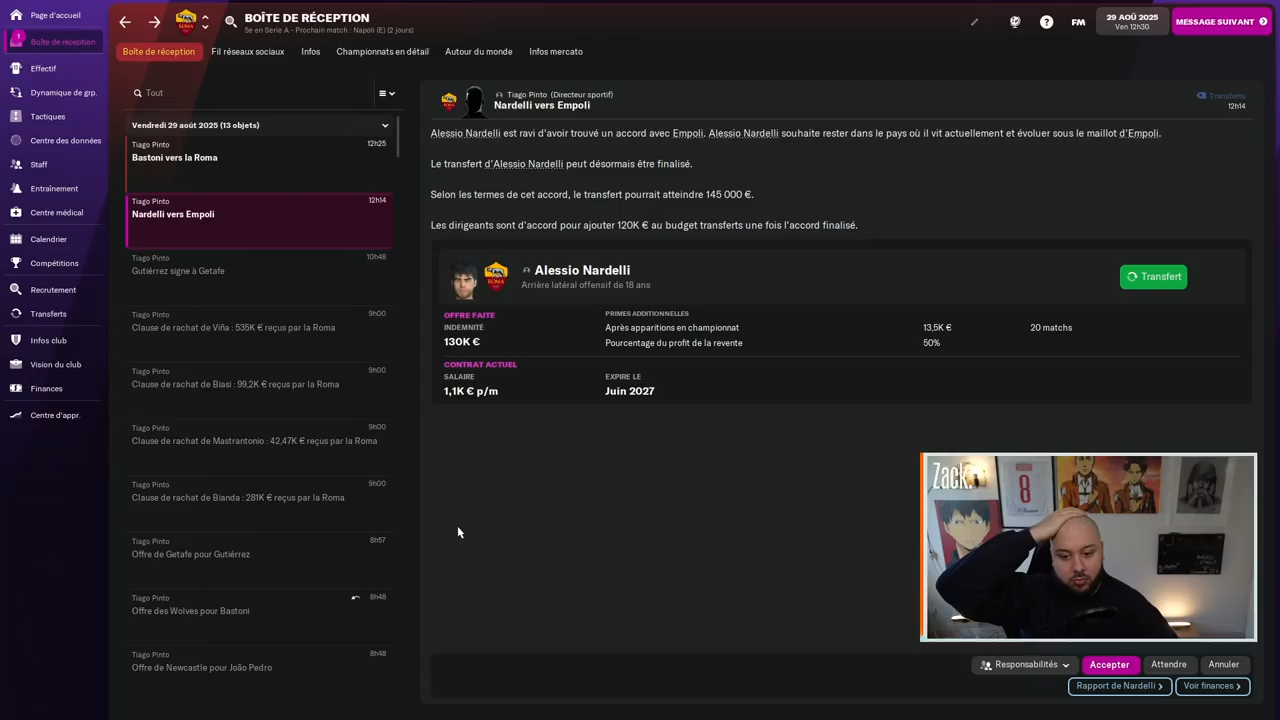 Page d'accueil
1
Boîte de réception
Effectif
Dynamique de grp.
Tactiques
Centre des données
Staff
Entraînement
Centre médical
Calendrier
Compétitions
Recrutement
Transferts
Infos club
Vision du club
Finances
Centre d'appr.
BOÎTE DE RÉCEPTION
5e en Serie A - Prochain match : Napoli (E) (2 jours)
FM
29 AOÛ 2025
Ven 12h30
MESSAGE SUIVANT
Boîte de réception
Fil réseaux sociaux
Infos
Championnats en détail
Autour du monde
Infos mercato
Tout
Vendredi 29 août 2025 (13 objets)
Tiago Pinto 12h25
Bastoni vers la Roma
Tiago Pinto 12h14
Nardelli vers Empoli
Tiago Pinto 10h48
Gutiérrez signe à Getafe
Tiago Pinto 9h00
Clause de rachat de Viña : 535K € reçus par la Roma
Tiago Pinto 9h00
Clause de rachat de Biasi : 99,2K € reçus par la Roma
Tiago Pinto 9h00
Clause de rachat de Mastrantonio : 42,47K € reçus par la Roma
Tiago Pinto 9h00
Clause de rachat de Bianda : 281K € reçus par la Roma
Tiago Pinto 8h57
Offre de Getafe pour Gutiérrez
Tiago Pinto 8h48
Offre des Wolves pour Bastoni
Tiago Pinto 8h48
Offre de Newcastle pour João Pedro
Tiago Pinto (Directeur sportif)
Nardelli vers Empoli
Transferts
12h14
Alessio Nardelli est ravi d'avoir trouvé un accord avec Empoli. Alessio Nardelli souhaite rester dans le pays où il vit actuellement et évoluer sous le maillot d'Empoli.
Le transfert d'Alessio Nardelli peut désormais être finalisé.
Selon les termes de cet accord, le transfert pourrait atteindre 145 000 €.
Les dirigeants sont d'accord pour ajouter 120K € au budget transferts une fois l'accord finalisé.
ROMA
Alessio Nardelli
Arrière latéral offensif de 18 ans
Transfert
OFFRE FAITE
INDEMNITÉ
130K €
PRIMES ADDITIONNELLES
Après apparitions en championnat 13,5K € 20 matchs
Pourcentage du profit de la revente 50%
CONTRAT ACTUEL
SALAIRE
1,1K € p/m
EXPIRE LE
Juin 2027
Zack.
8
Responsabilités
Accepter
Attendre
Annuler
Rapport de Nardelli
Voir finances